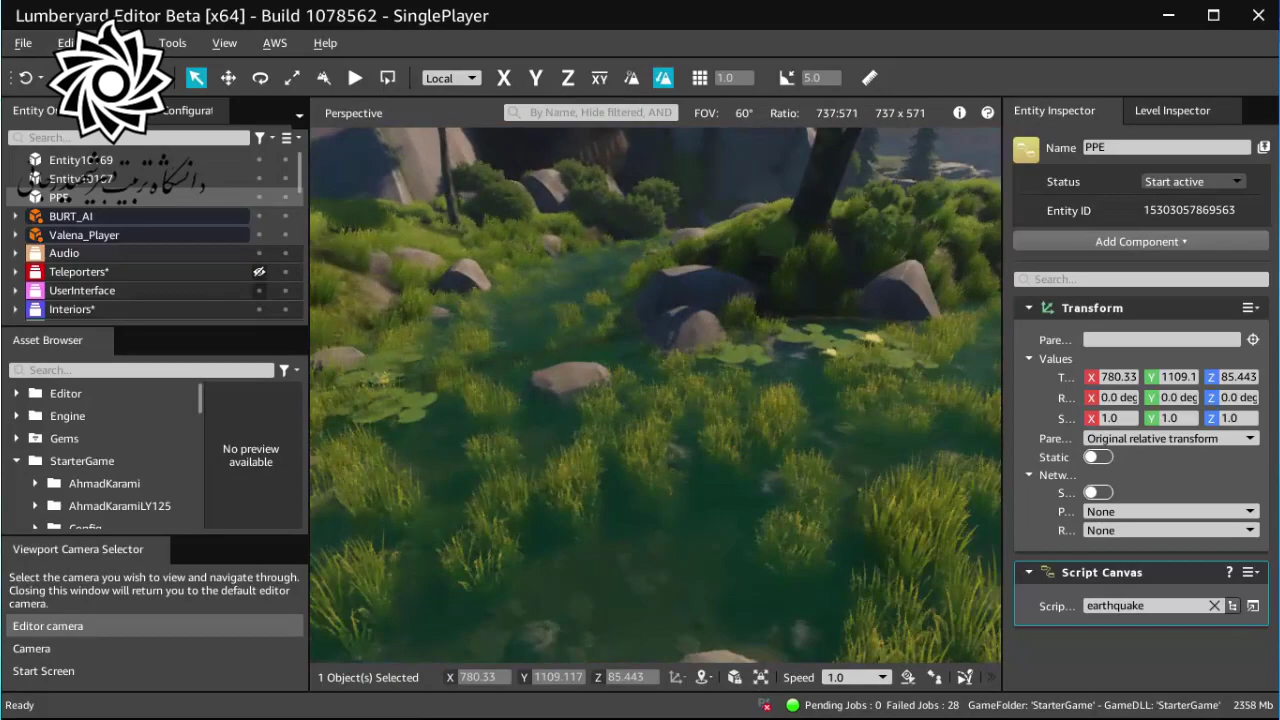 Lumberyard Editor Beta [x64] - Build 1078562 - SinglePlayer
File Tools View AWS Help
Local X Y Z XY 1.0 5.0
Search...
Entity10169
PPE
BURT_AI
Valena_Player
Audio
Teleporters*
UserInterface
Interiors*
Asset Browser
Search...
Editor
Engine
Gems
StarterGame
AhmadKarami
AhmadKaramiLY125
Config
No preview
available
Viewport Camera Selector
Select the camera you wish to view and navigate through.
Closing this window will return you to the default editor
camera.
Editor camera
Camera
Start Screen
Perspective By Name, Hide filtered, AND FOV: 60° Ratio: 737:571 737 x 571
1 Object(s) Selected X 780.33 Y 1109.117 Z 85.443 Speed 1.0
Entity Inspector Level Inspector
Name PPE
Status Start active
Entity ID 15303057869563
Add Component
Search...
Transform
Pare...
Values
T... X 780.33 Y 1109.1 Z 85.443
R... X 0.0 deg Y 0.0 deg Z 0.0 deg
S... X 1.0 Y 1.0 Z 1.0
Pare... Original relative transform
Static
Netw...
S...
P... None
R... None
Script Canvas ?
Scrip... earthquake
Ready Pending Jobs : 0 Failed Jobs : 28 GameFolder: 'StarterGame' - GameDLL: 'StarterGame' 2358 Mb